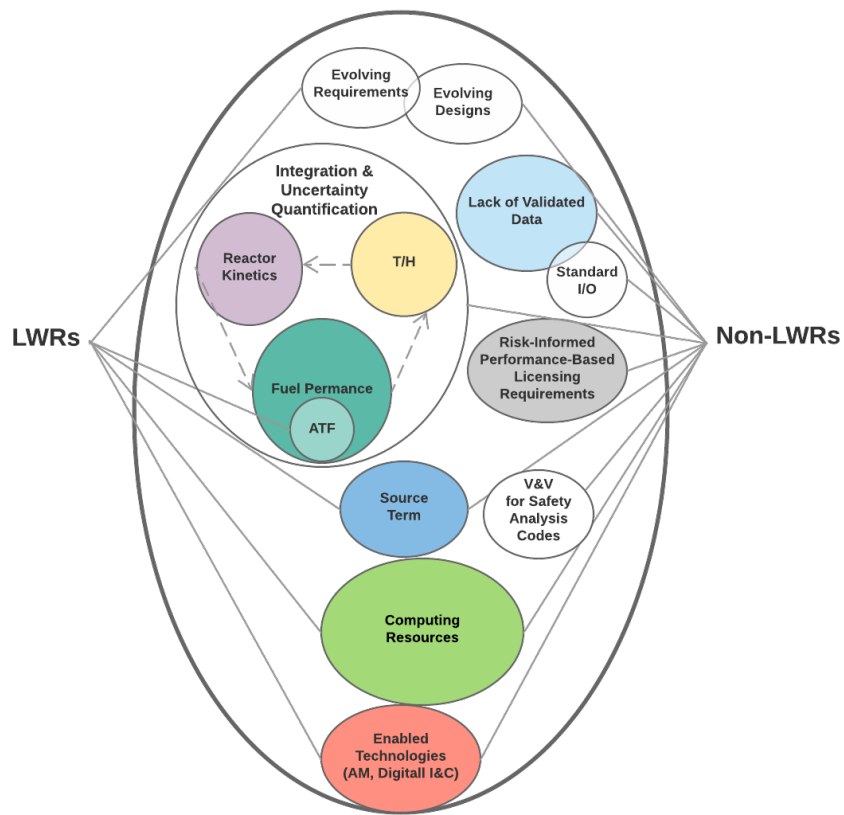 Evolving
Requirements
Evolving
Designs
Integration &
Uncertainty
Quantification
Lack of Validated
Data
Reactor
Kinetics
T/H
Standard
I/O
LWRs
Non-LWRs
Risk-Informed
Performance-Based
Licensing
Requirements
Fuel Permance
ATF
Source
Term
V&V
for Safety
Analysis
Codes
Computing
Resources
Enabled
Technologies
(AM, Digitall I&C)